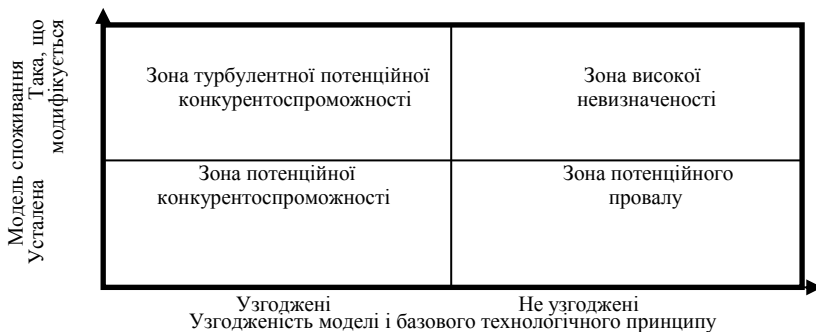 Модель споживання
Така, що
модифікується
Усталена
Зона турбулентної потенційної
конкурентоспроможності
Зона високої
невизначеності
Зона потенційної
конкурентоспроможності
Зона потенційного
провалу
Узгоджені
Не узгоджені
Узгодженість моделі і базового технологічного принципу